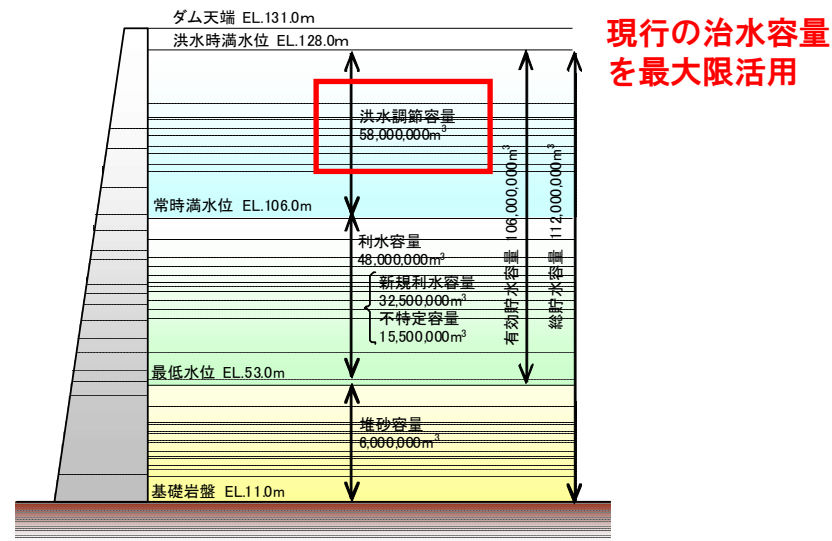 ダム天端 EL.131.0m
洪水時満水位 EL.128.0m
現行の治水容量
を最大限活用
洪水調節容量
58,000,000m³
常時満水位 EL.106.0m
利水容量
48,000,000m³
新規利水容量
32,500,000m³
不特定容量
15,500,000m³
有効貯水容量 106,000,000m³
総貯水容量 112,000,000m³
最低水位 EL.53.0m
堆砂容量
6,000,000m³
基礎岩盤 EL.11.0m